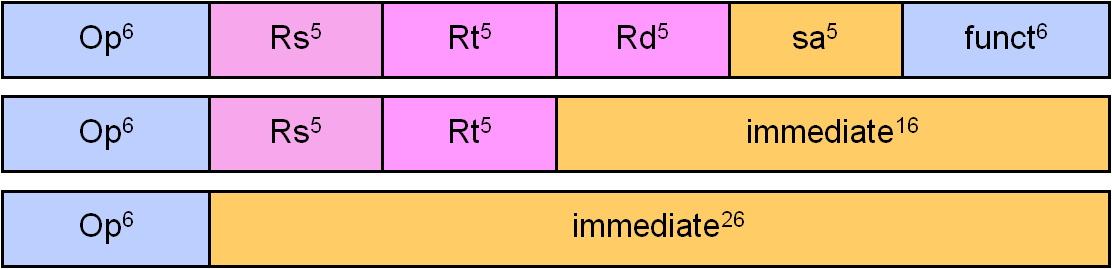 Op⁶ Rs⁵ Rt⁵ Rd⁵ sa⁵ funct⁶
Op⁶ Rs⁵ Rt⁵ immediate¹⁶
Op⁶ immediate²⁶